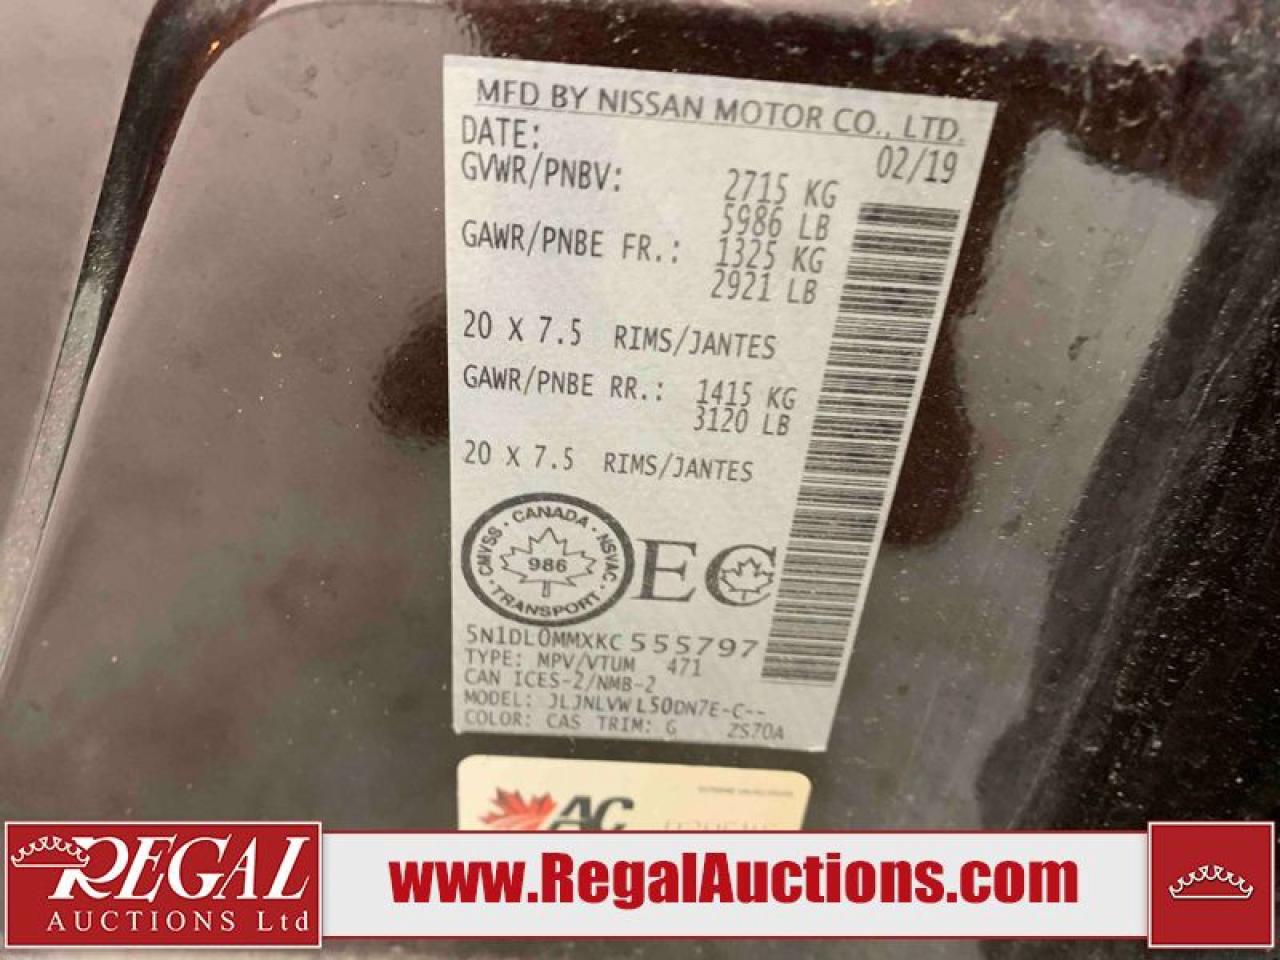 MFD BY NISSAN MOTOR CO., LTD.
DATE: 02/19
GVWR/PNBV: 2715 KG
5986 LB
GAWR/PNBE FR.: 1325 KG
2921 LB
20 X 7.5 RIMS/JANTES
GAWR/PNBE RR.: 1415 KG
3120 LB
20 X 7.5 RIMS/JANTES
CMVSS · CANADA · NSVAC · TRANSPORT ·
986
EC
5N1DL0MMXKC555797
TYPE: MPV/VTUM 471
CAN ICES-2/NMB-2
MODEL: JLJNLVWL50DN7E-C--
COLOR: CAS TRIM: G ZS70A
AC
REGAL
AUCTIONS Ltd
www.RegalAuctions.com